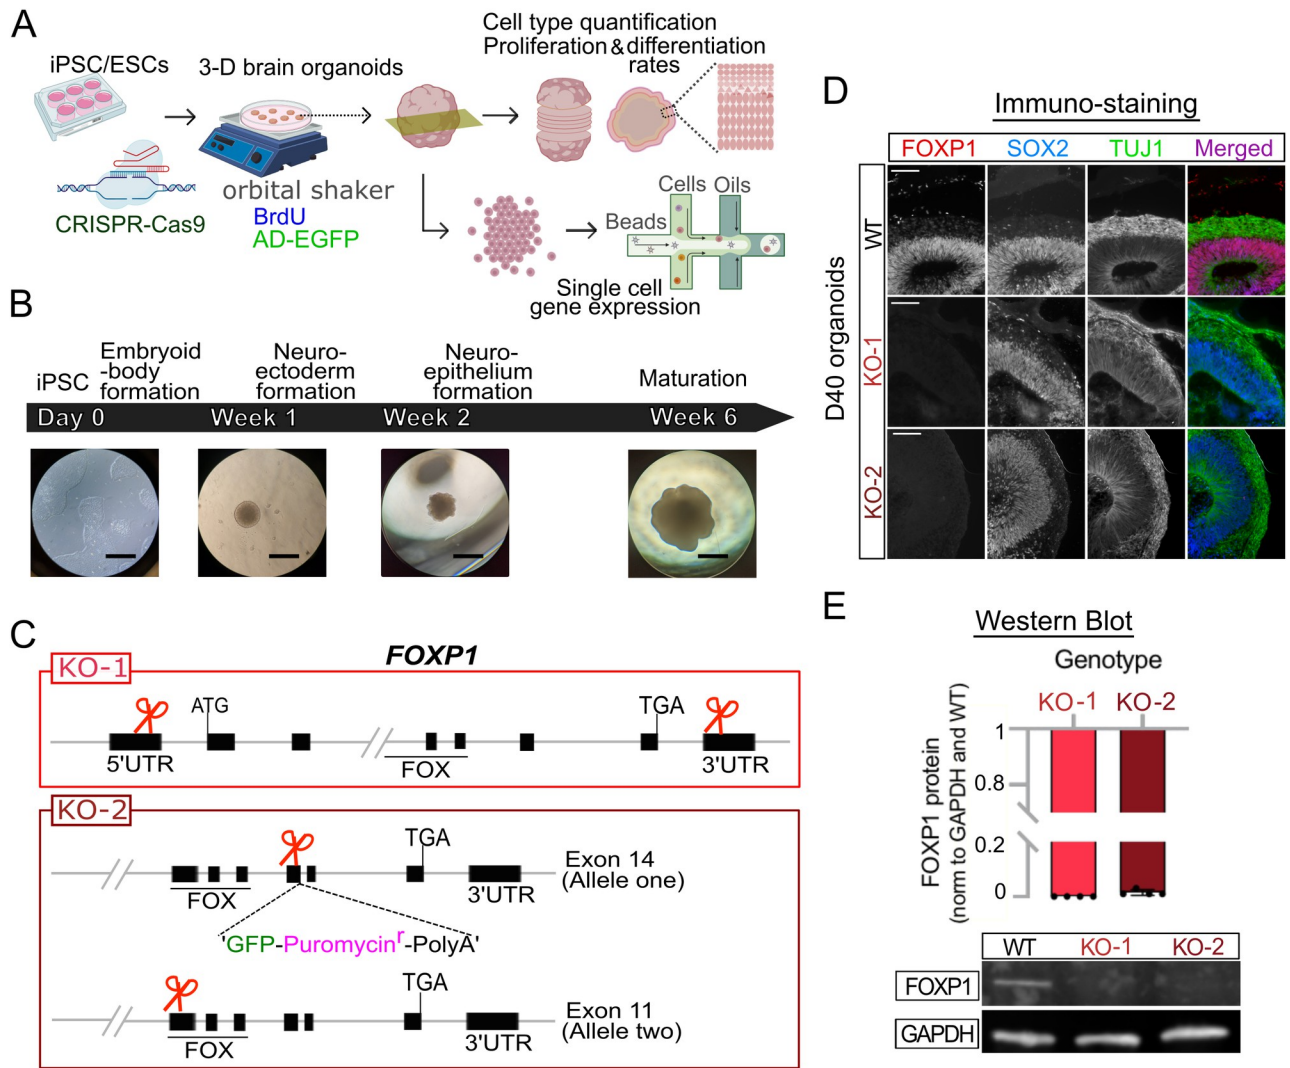 A
iPSC/ESCs
3-D brain organoids
Cell type quantification
Proliferation & differentiation
rates
CRISPR-Cas9
orbital shaker
BrdU
AD-EGFP
Cells
Oils
Beads
Single cell
gene expression
B
iPSC
Embryoid
-body
formation
Neuro-
ectoderm
formation
Neuro-
epithelium
formation
Maturation
Day 0
Week 1
Week 2
Week 6
C
FOXP1
KO-1
ATG
TGA
5'UTR
FOX
3'UTR
KO-2
TGA
FOX
3'UTR
Exon 14
(Allele one)
'GFP-Puromycinʳ-PolyA'
TGA
FOX
3'UTR
Exon 11
(Allele two)
D
Immuno-staining
FOXP1
SOX2
TUJ1
Merged
D40 organoids
WT
KO-1
KO-2
E
Western Blot
Genotype
KO-1
KO-2
FOXP1 protein
(norm to GAPDH and WT)
1
0.8
0.2
0
WT
KO-1
KO-2
FOXP1
GAPDH